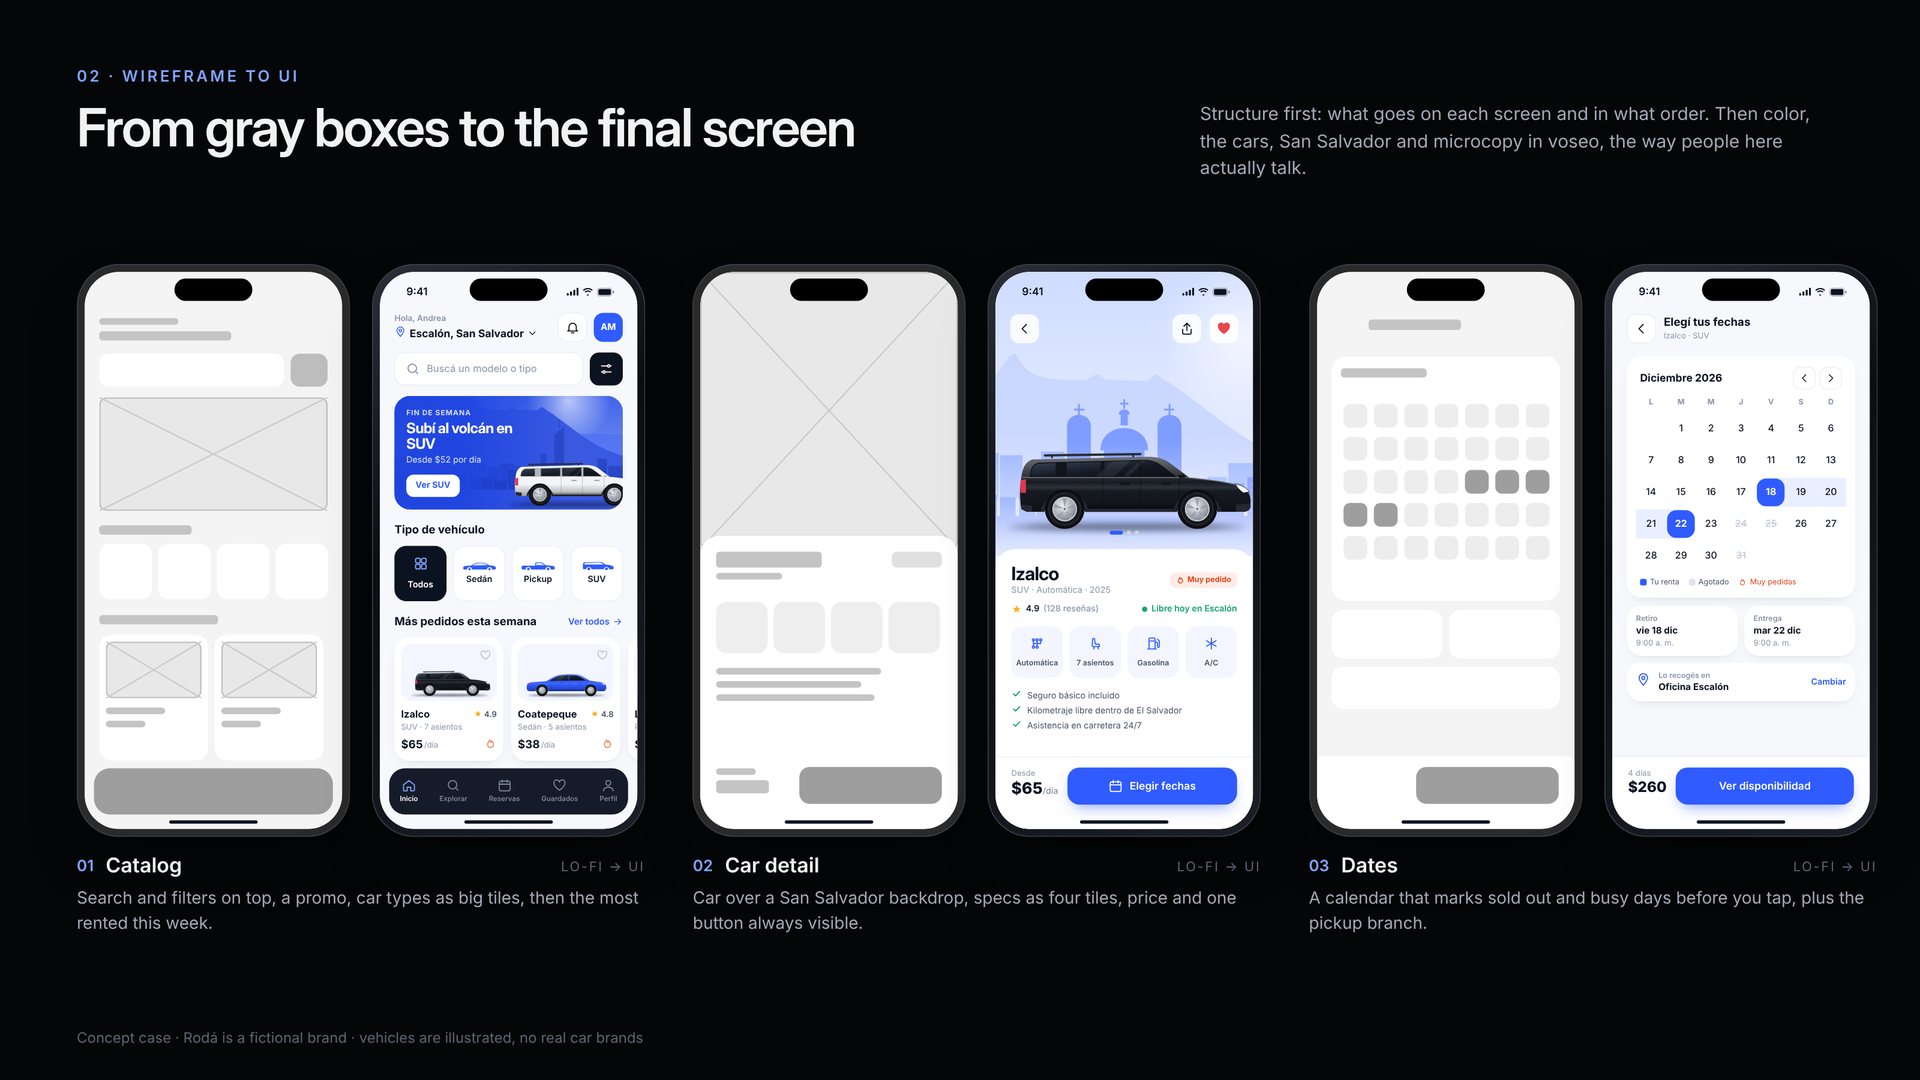 02 · WIREFRAME TO UI
From gray boxes to the final screen
Structure first: what goes on each screen and in what order. Then color,
the cars, San Salvador and microcopy in voseo, the way people here
actually talk.
9:41
Hola, Andrea
Escalón, San Salvador
AM
Buscá un modelo o tipo
FIN DE SEMANA
Subí al volcán en
SUV
Desde $52 por día
Ver SUV
Tipo de vehículo
Todos
Sedán
Pickup
SUV
Más pedidos esta semana
Ver todos →
Izalco
4.9
SUV · 7 asientos
$65/día
Coatepeque
4.8
Sedán · 5 asientos
$38/día
Inicio
Explorar
Reservas
Guardados
Perfil
9:41
Izalco
Muy pedido
SUV · Automática · 2025
4.9 (128 reseñas)
Libre hoy en Escalón
Automática
7 asientos
Gasolina
A/C
Seguro básico incluido
Kilometraje libre dentro de El Salvador
Asistencia en carretera 24/7
Desde
$65/día
Elegir fechas
9:41
Elegí tus fechas
Izalco · SUV
Diciembre 2026
L M M J V S D
1 2 3 4 5 6
7 8 9 10 11 12 13
14 15 16 17 18 19 20
21 22 23 24 25 26 27
28 29 30 31
Tu renta
Agotado
Muy pedidas
Retiro
vie 18 dic
9:00 a. m.
Entrega
mar 22 dic
9:00 a. m.
Lo recogés en
Oficina Escalón
Cambiar
4 días
$260
Ver disponibilidad
01 Catalog
LO-FI → UI
Search and filters on top, a promo, car types as big tiles, then the most
rented this week.
02 Car detail
LO-FI → UI
Car over a San Salvador backdrop, specs as four tiles, price and one
button always visible.
03 Dates
LO-FI → UI
A calendar that marks sold out and busy days before you tap, plus the
pickup branch.
Concept case · Rodá is a fictional brand · vehicles are illustrated, no real car brands